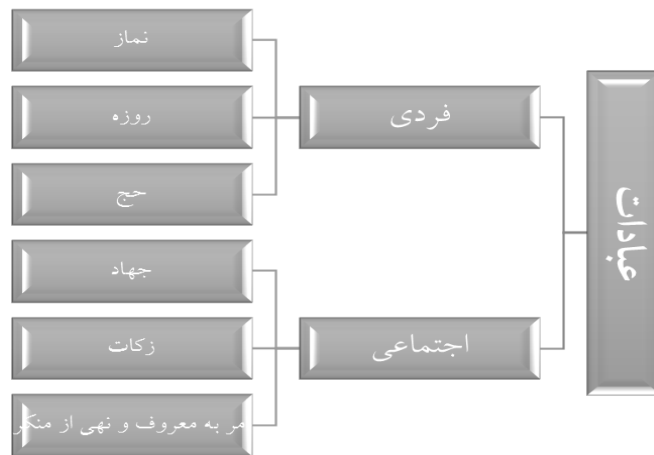 عبادات
فردی
نماز
روزه
حج
اجتماعی
جهاد
زکات
مر به معروف و نهی از منکر